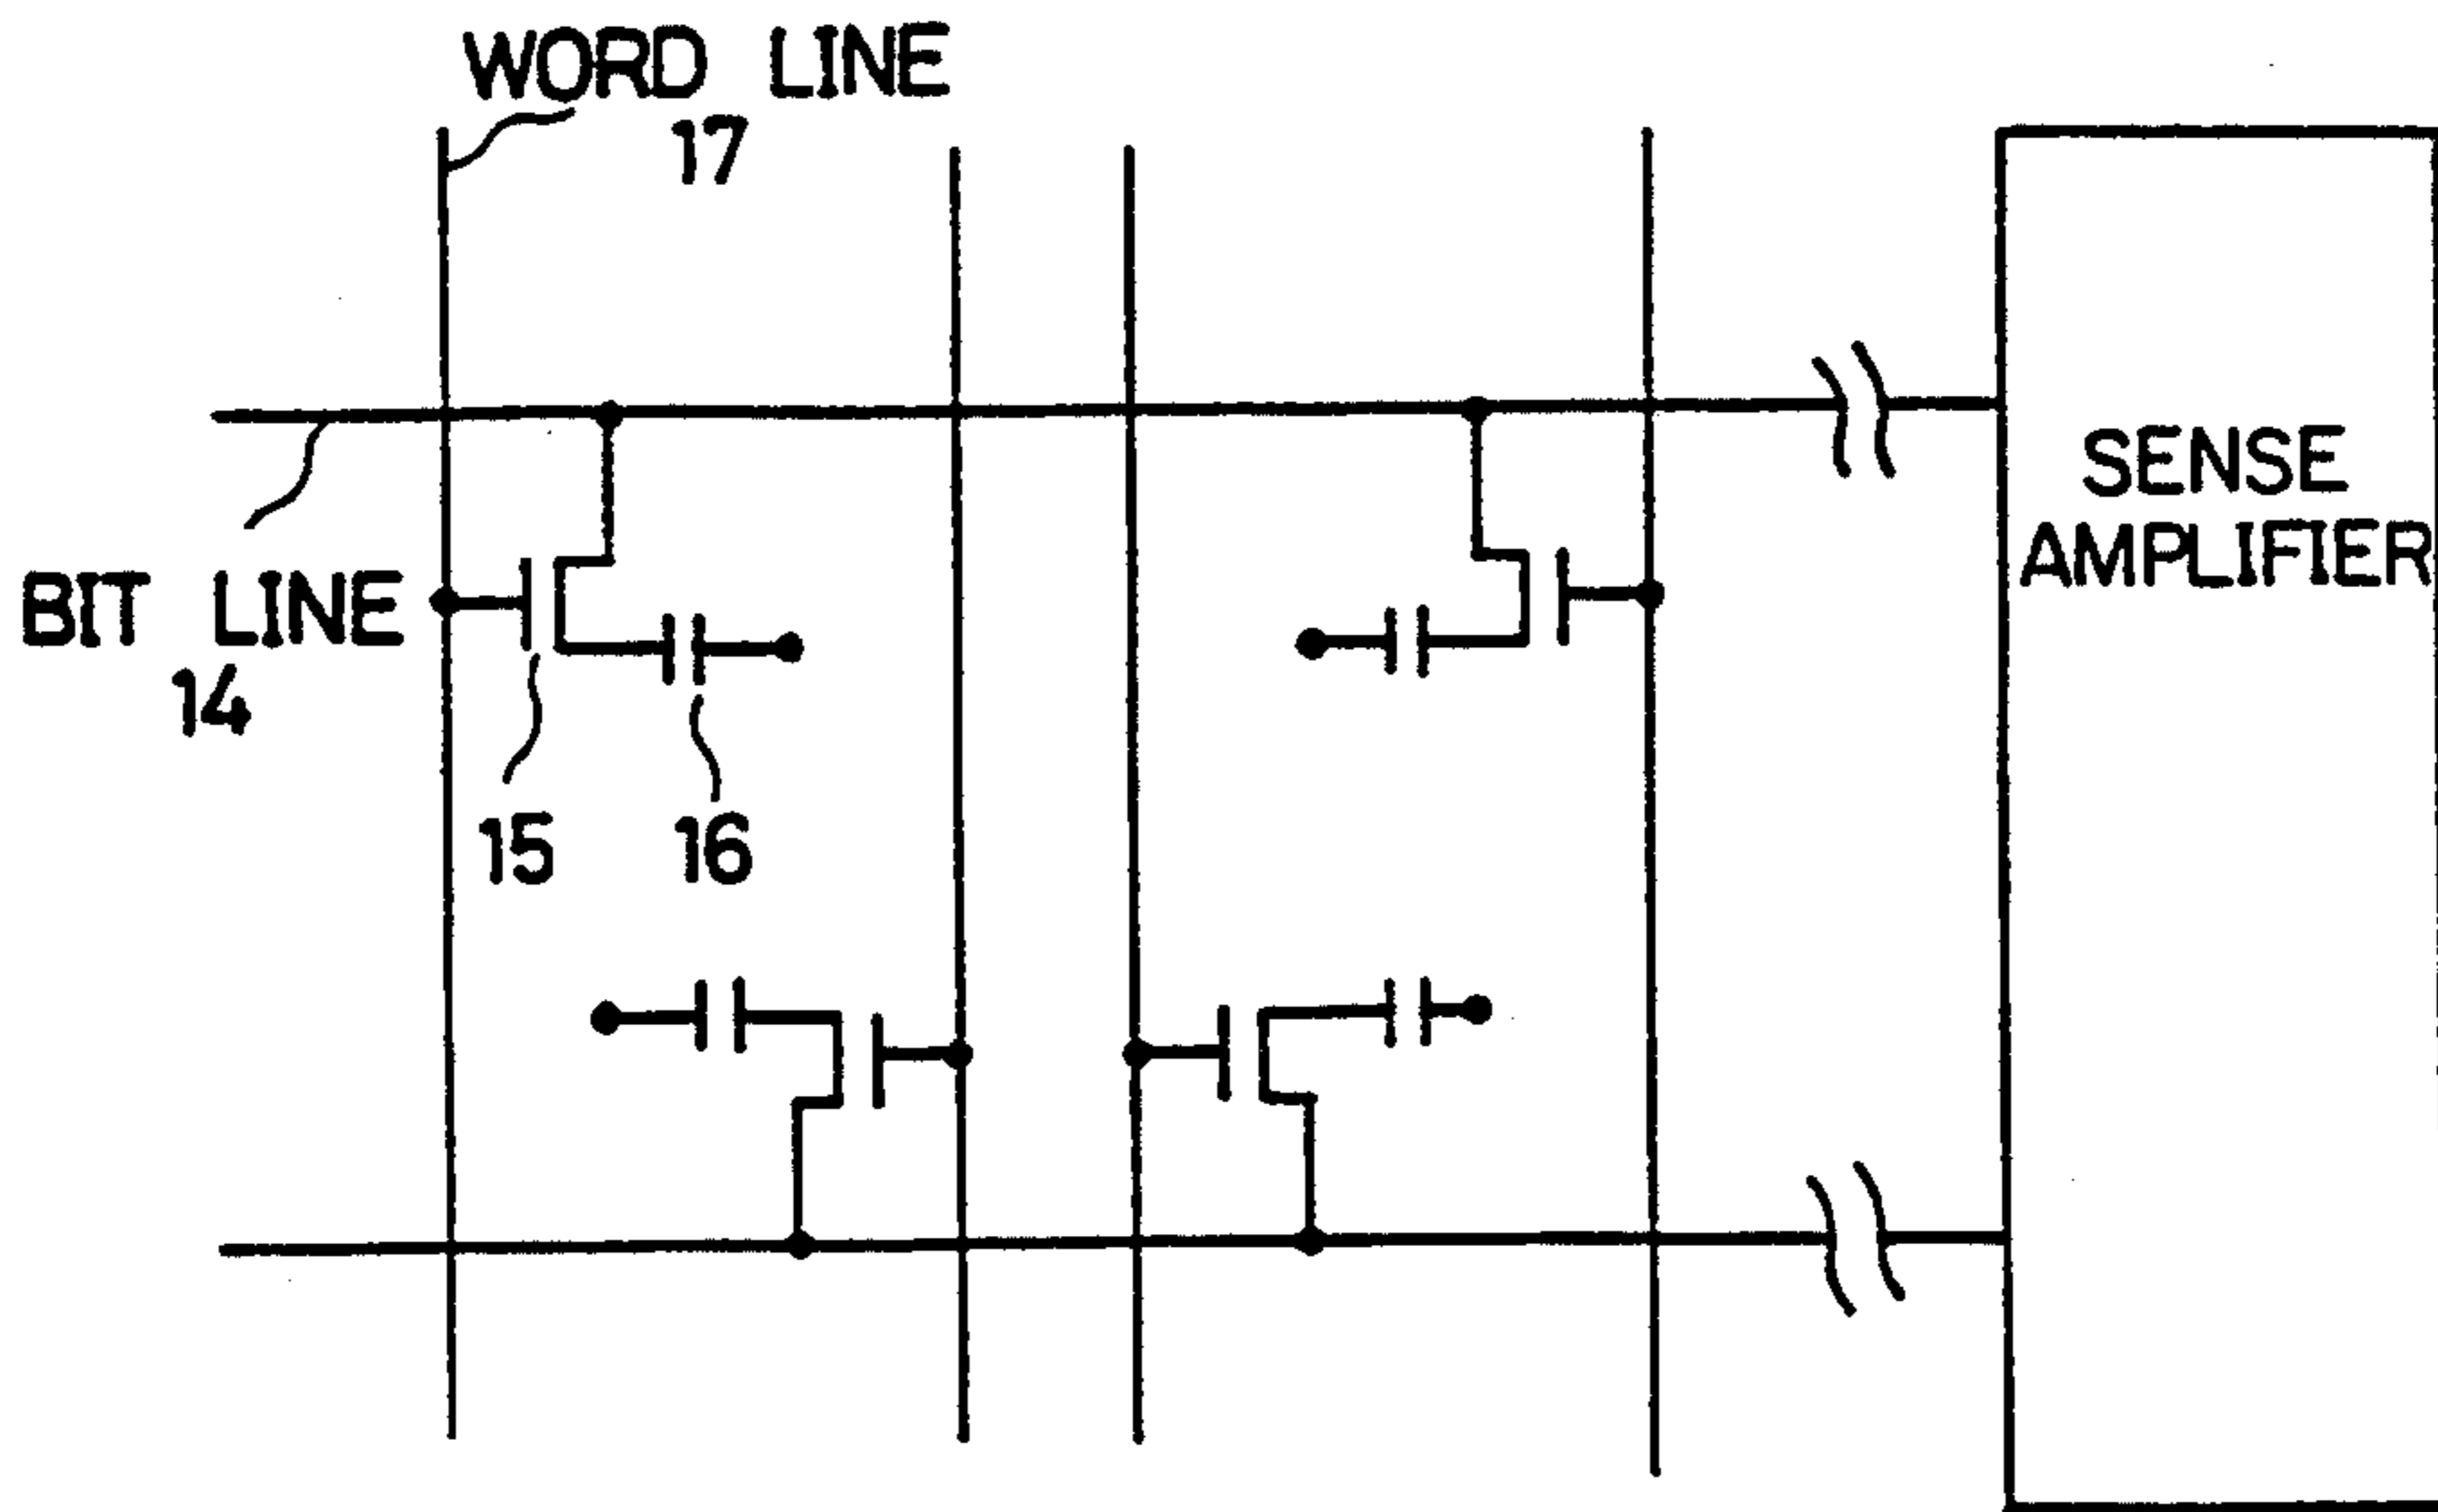 WORD LINE
17
BIT LINE
14
15
16
SENSE
AMPLIFIER